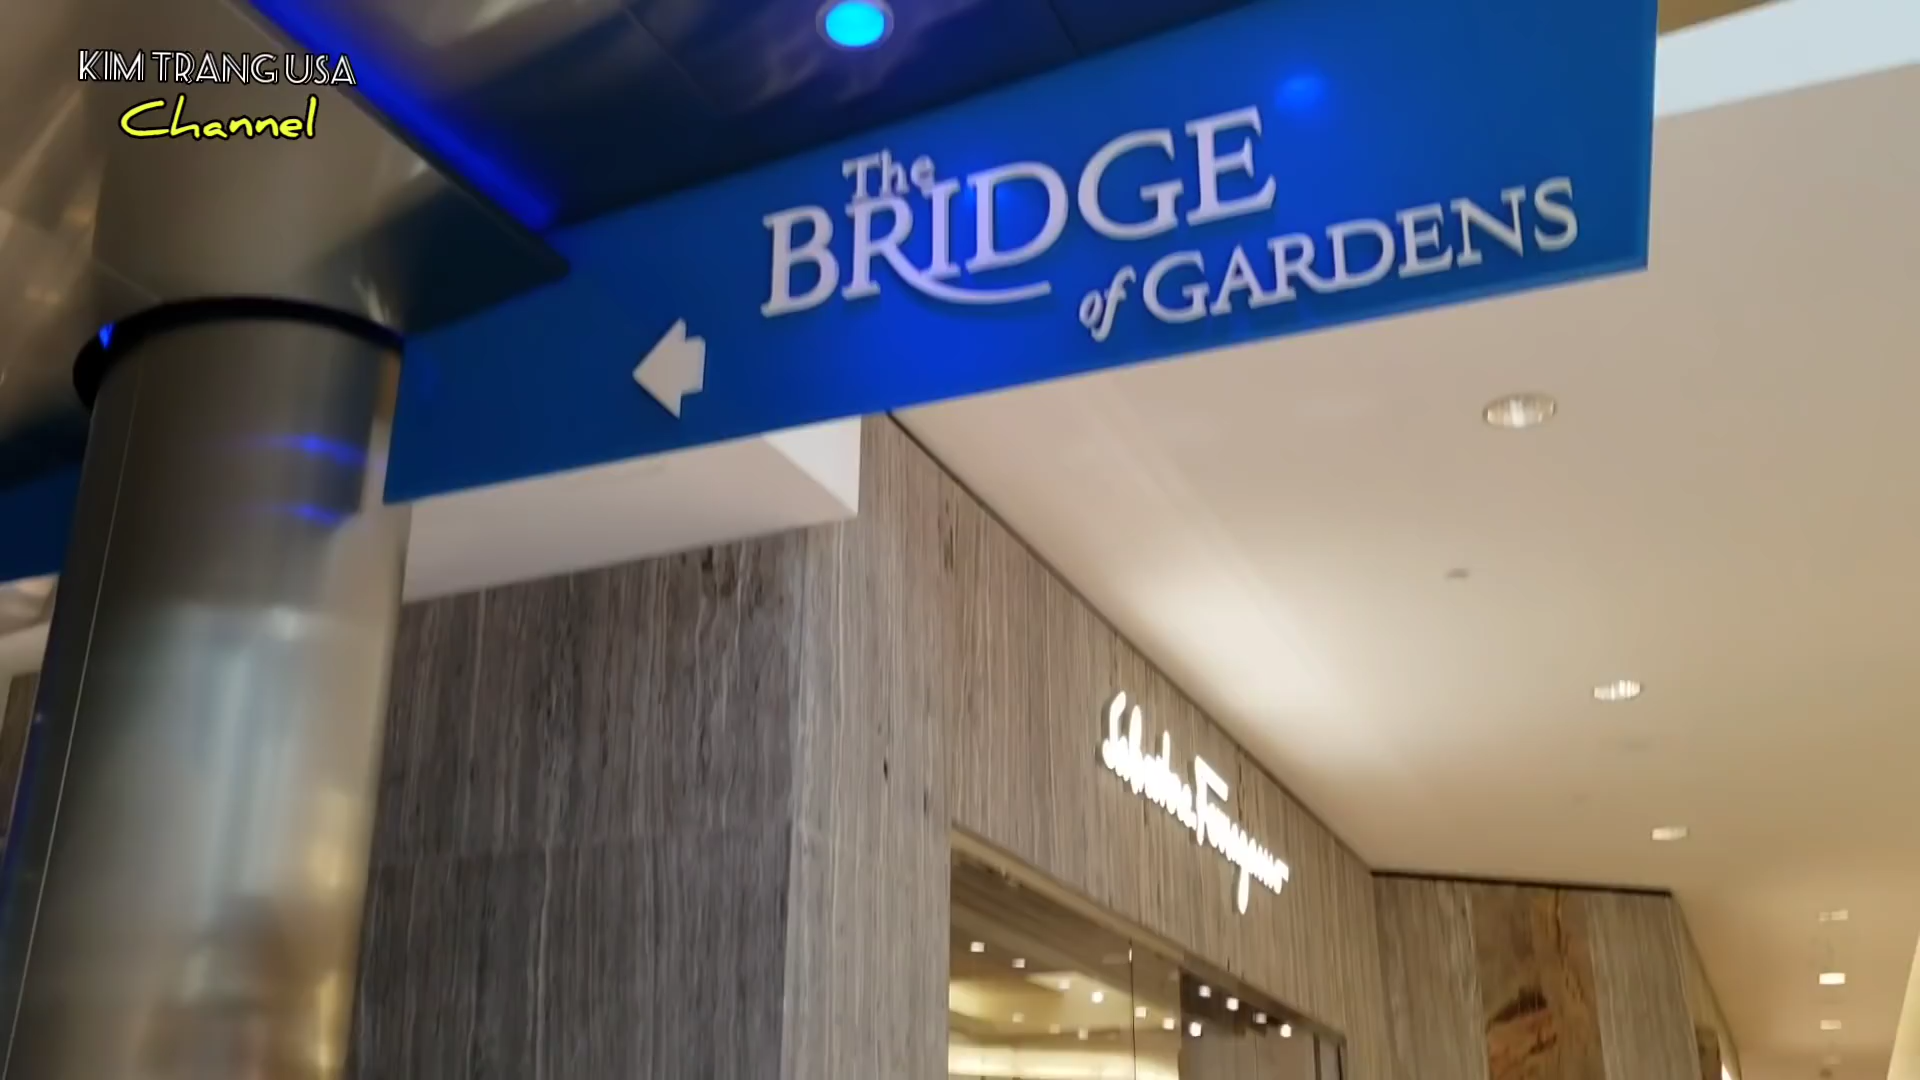 KIM TRANG USA
Channel
The
BRIDGE
of GARDENS
Salvatore Ferragamo